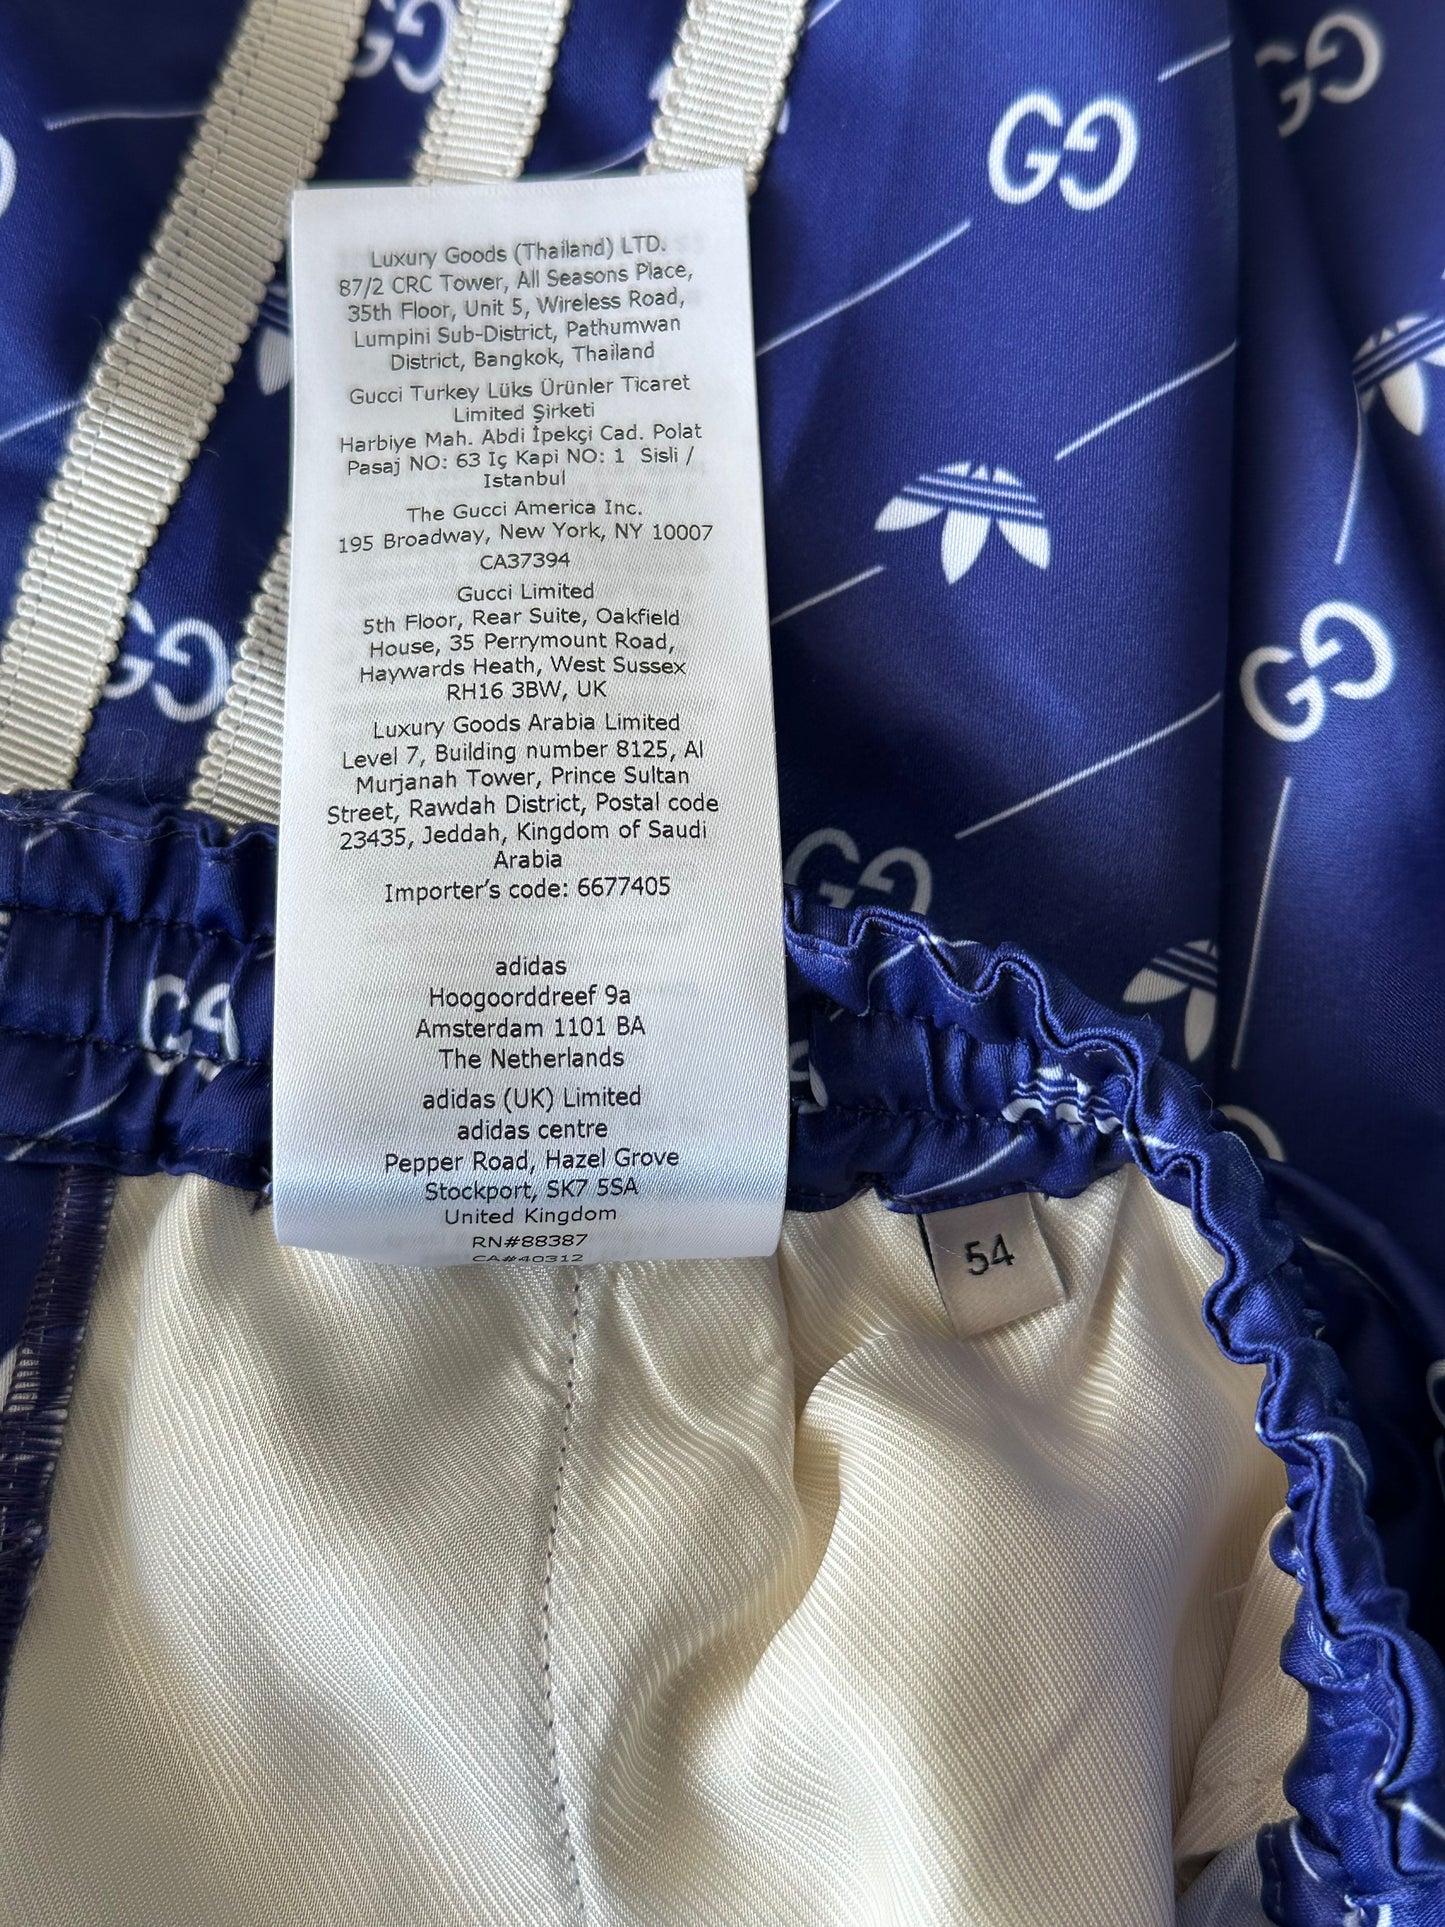 Luxury Goods (Thailand) LTD.
87/2 CRC Tower, All Seasons Place,
35th Floor, Unit 5, Wireless Road,
Lumpini Sub-District, Pathumwan
District, Bangkok, Thailand
Gucci Turkey Lüks Ürünler Ticaret
Limited Şirketi
Harbiye Mah. Abdi İpekçi Cad. Polat
Pasaj NO: 63 Iç Kapi NO: 1 Sisli /
Istanbul
The Gucci America Inc.
195 Broadway, New York, NY 10007
CA37394
Gucci Limited
5th Floor, Rear Suite, Oakfield
House, 35 Perrymount Road,
Haywards Heath, West Sussex
RH16 3BW, UK
Luxury Goods Arabia Limited
Level 7, Building number 8125, Al
Murjanah Tower, Prince Sultan
Street, Rawdah District, Postal code
23435, Jeddah, Kingdom of Saudi
Arabia
Importer's code: 6677405
adidas
Hoogoorddreef 9a
Amsterdam 1101 BA
The Netherlands
adidas (UK) Limited
adidas centre
Pepper Road, Hazel Grove
Stockport, SK7 5SA
United Kingdom
RN#88387
CA#40312
54